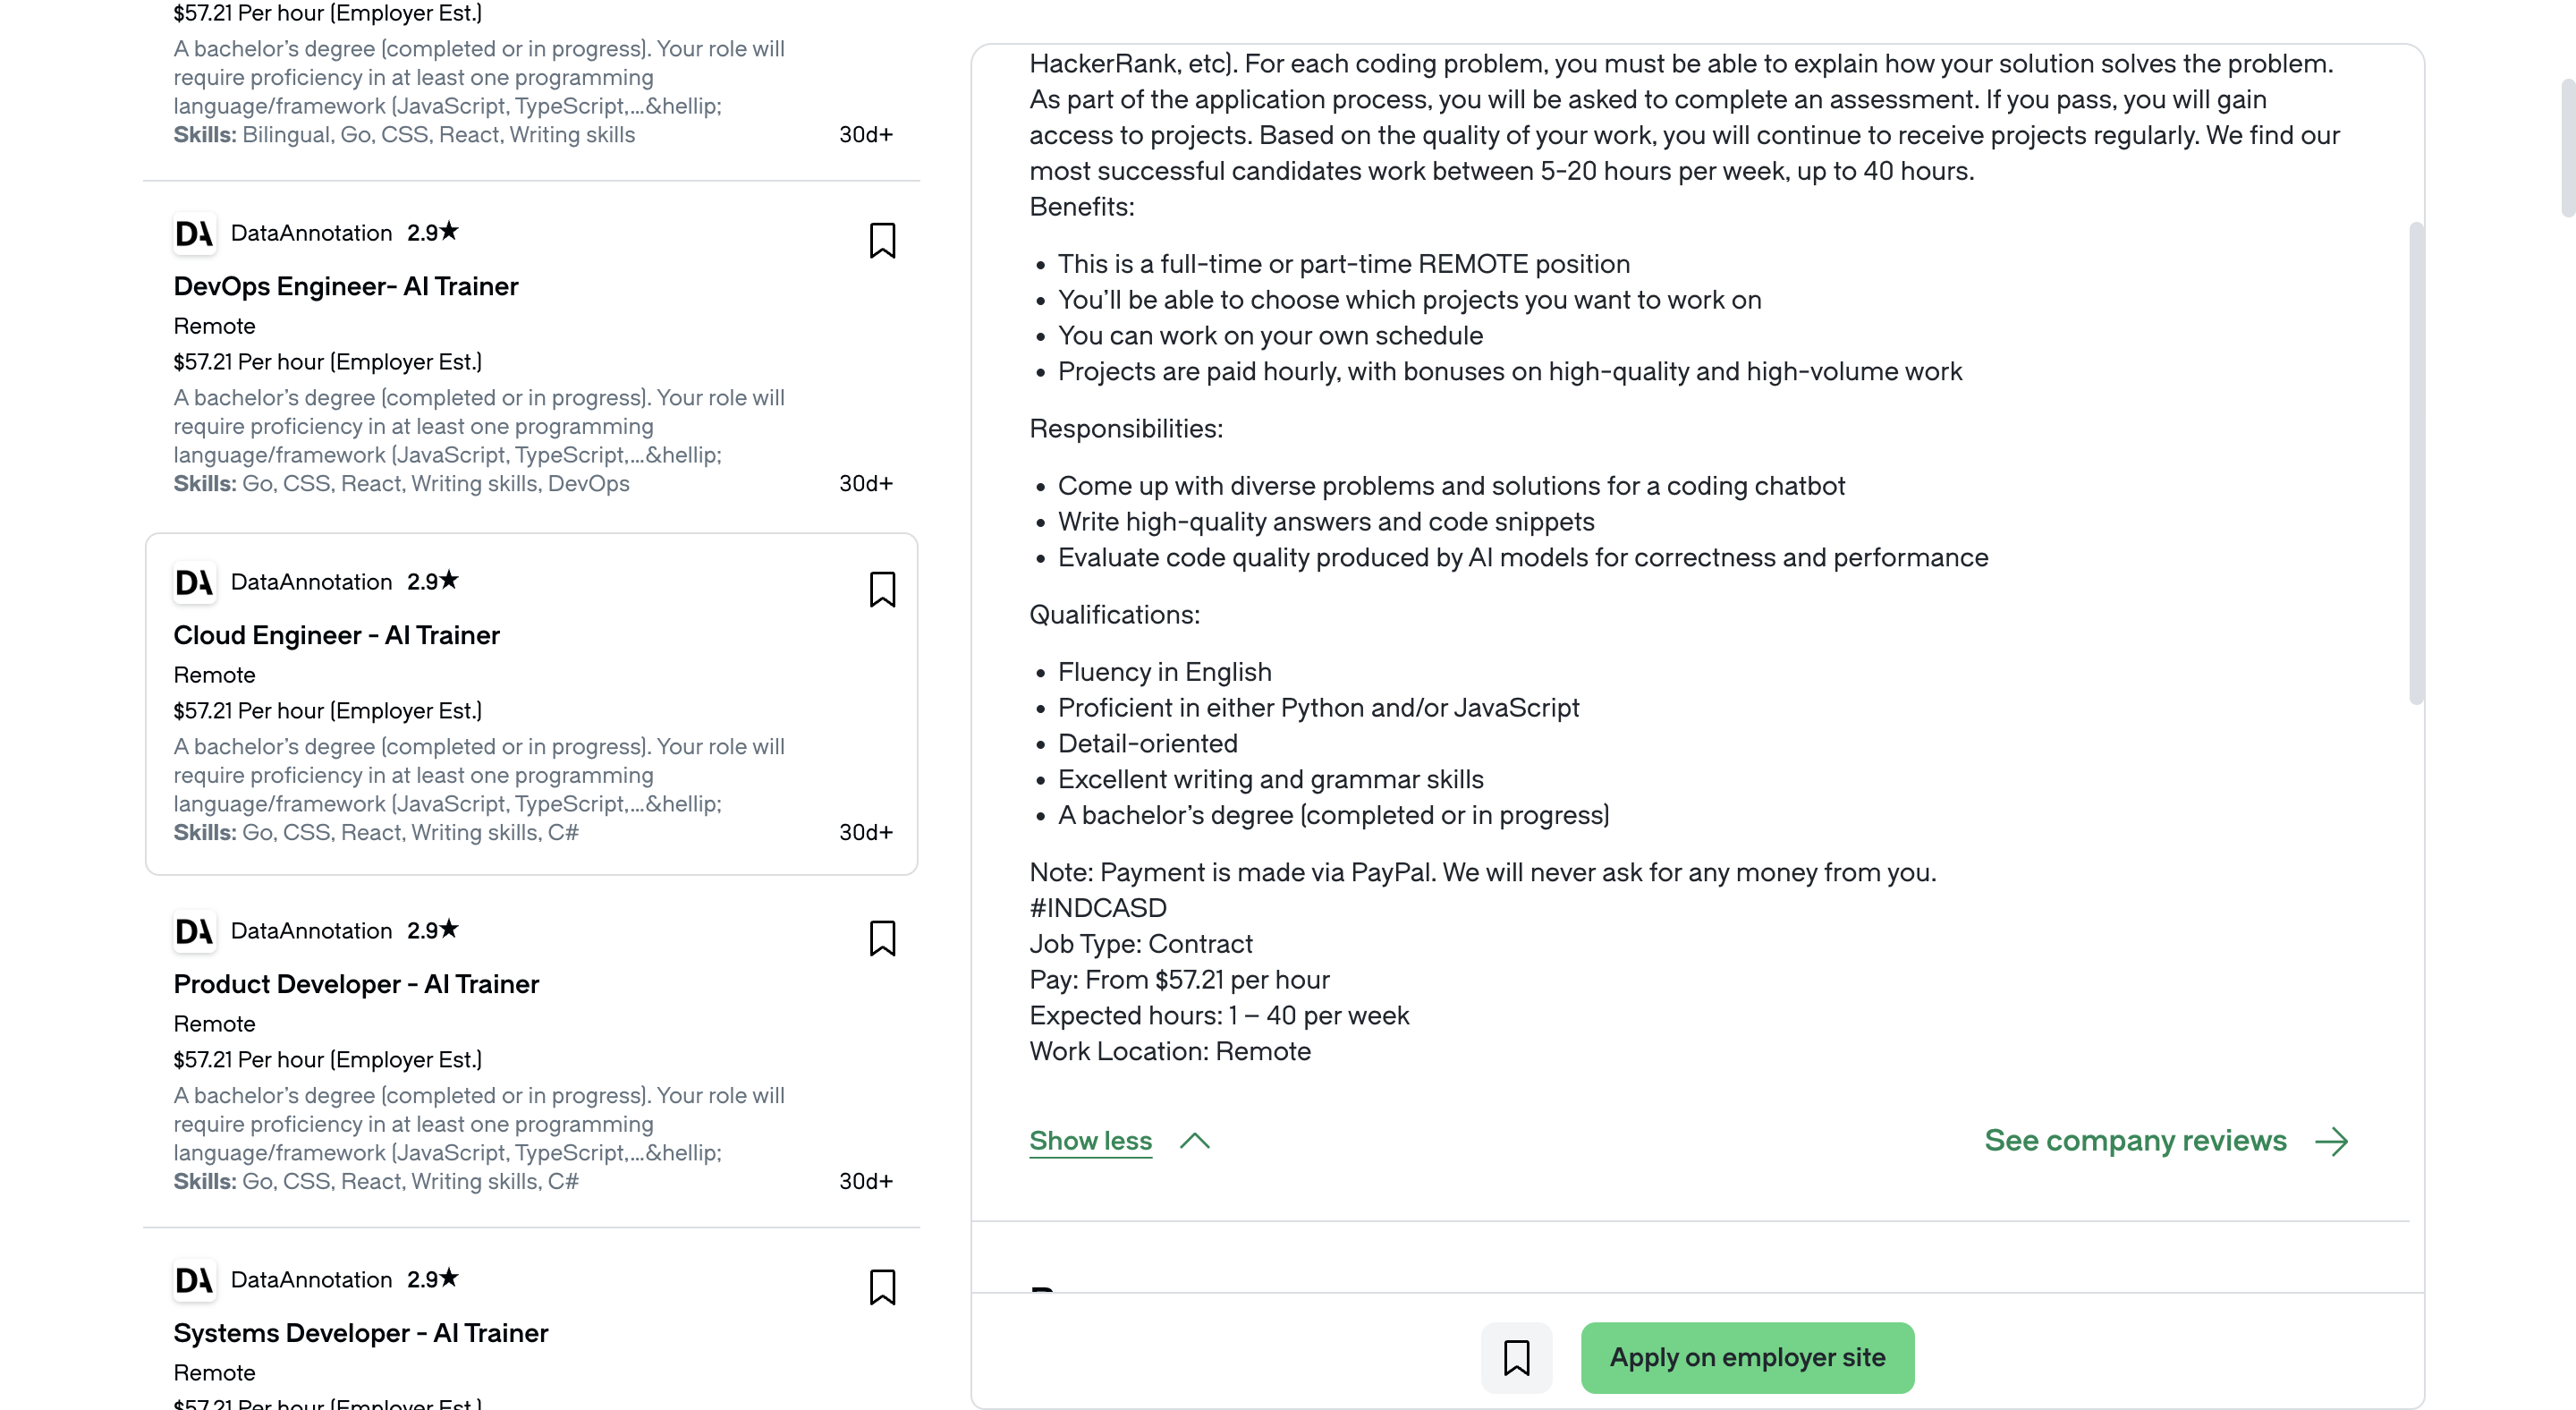 $57.21 Per hour (Employer Est.)
A bachelor’s degree (completed or in progress). Your role will
require proficiency in at least one programming
language/framework (JavaScript, TypeScript,...&hellip;
Skills: Bilingual, Go, CSS, React, Writing skills
30d+
DA DataAnnotation 2.9★
DevOps Engineer- AI Trainer
Remote
$57.21 Per hour (Employer Est.)
A bachelor’s degree (completed or in progress). Your role will
require proficiency in at least one programming
language/framework (JavaScript, TypeScript,...&hellip;
Skills: Go, CSS, React, Writing skills, DevOps
30d+
DA DataAnnotation 2.9★
Cloud Engineer - AI Trainer
Remote
$57.21 Per hour (Employer Est.)
A bachelor’s degree (completed or in progress). Your role will
require proficiency in at least one programming
language/framework (JavaScript, TypeScript,...&hellip;
Skills: Go, CSS, React, Writing skills, C#
30d+
DA DataAnnotation 2.9★
Product Developer - AI Trainer
Remote
$57.21 Per hour (Employer Est.)
A bachelor’s degree (completed or in progress). Your role will
require proficiency in at least one programming
language/framework (JavaScript, TypeScript,...&hellip;
Skills: Go, CSS, React, Writing skills, C#
30d+
DA DataAnnotation 2.9★
Systems Developer - AI Trainer
Remote
$57.21 Per hour (Employer Est.)
HackerRank, etc). For each coding problem, you must be able to explain how your solution solves the problem.
As part of the application process, you will be asked to complete an assessment. If you pass, you will gain
access to projects. Based on the quality of your work, you will continue to receive projects regularly. We find our
most successful candidates work between 5-20 hours per week, up to 40 hours.
Benefits:
• This is a full-time or part-time REMOTE position
• You’ll be able to choose which projects you want to work on
• You can work on your own schedule
• Projects are paid hourly, with bonuses on high-quality and high-volume work
Responsibilities:
• Come up with diverse problems and solutions for a coding chatbot
• Write high-quality answers and code snippets
• Evaluate code quality produced by AI models for correctness and performance
Qualifications:
• Fluency in English
• Proficient in either Python and/or JavaScript
• Detail-oriented
• Excellent writing and grammar skills
• A bachelor’s degree (completed or in progress)
Note: Payment is made via PayPal. We will never ask for any money from you.
#INDCASD
Job Type: Contract
Pay: From $57.21 per hour
Expected hours: 1 – 40 per week
Work Location: Remote
Show less
See company reviews
Apply on employer site